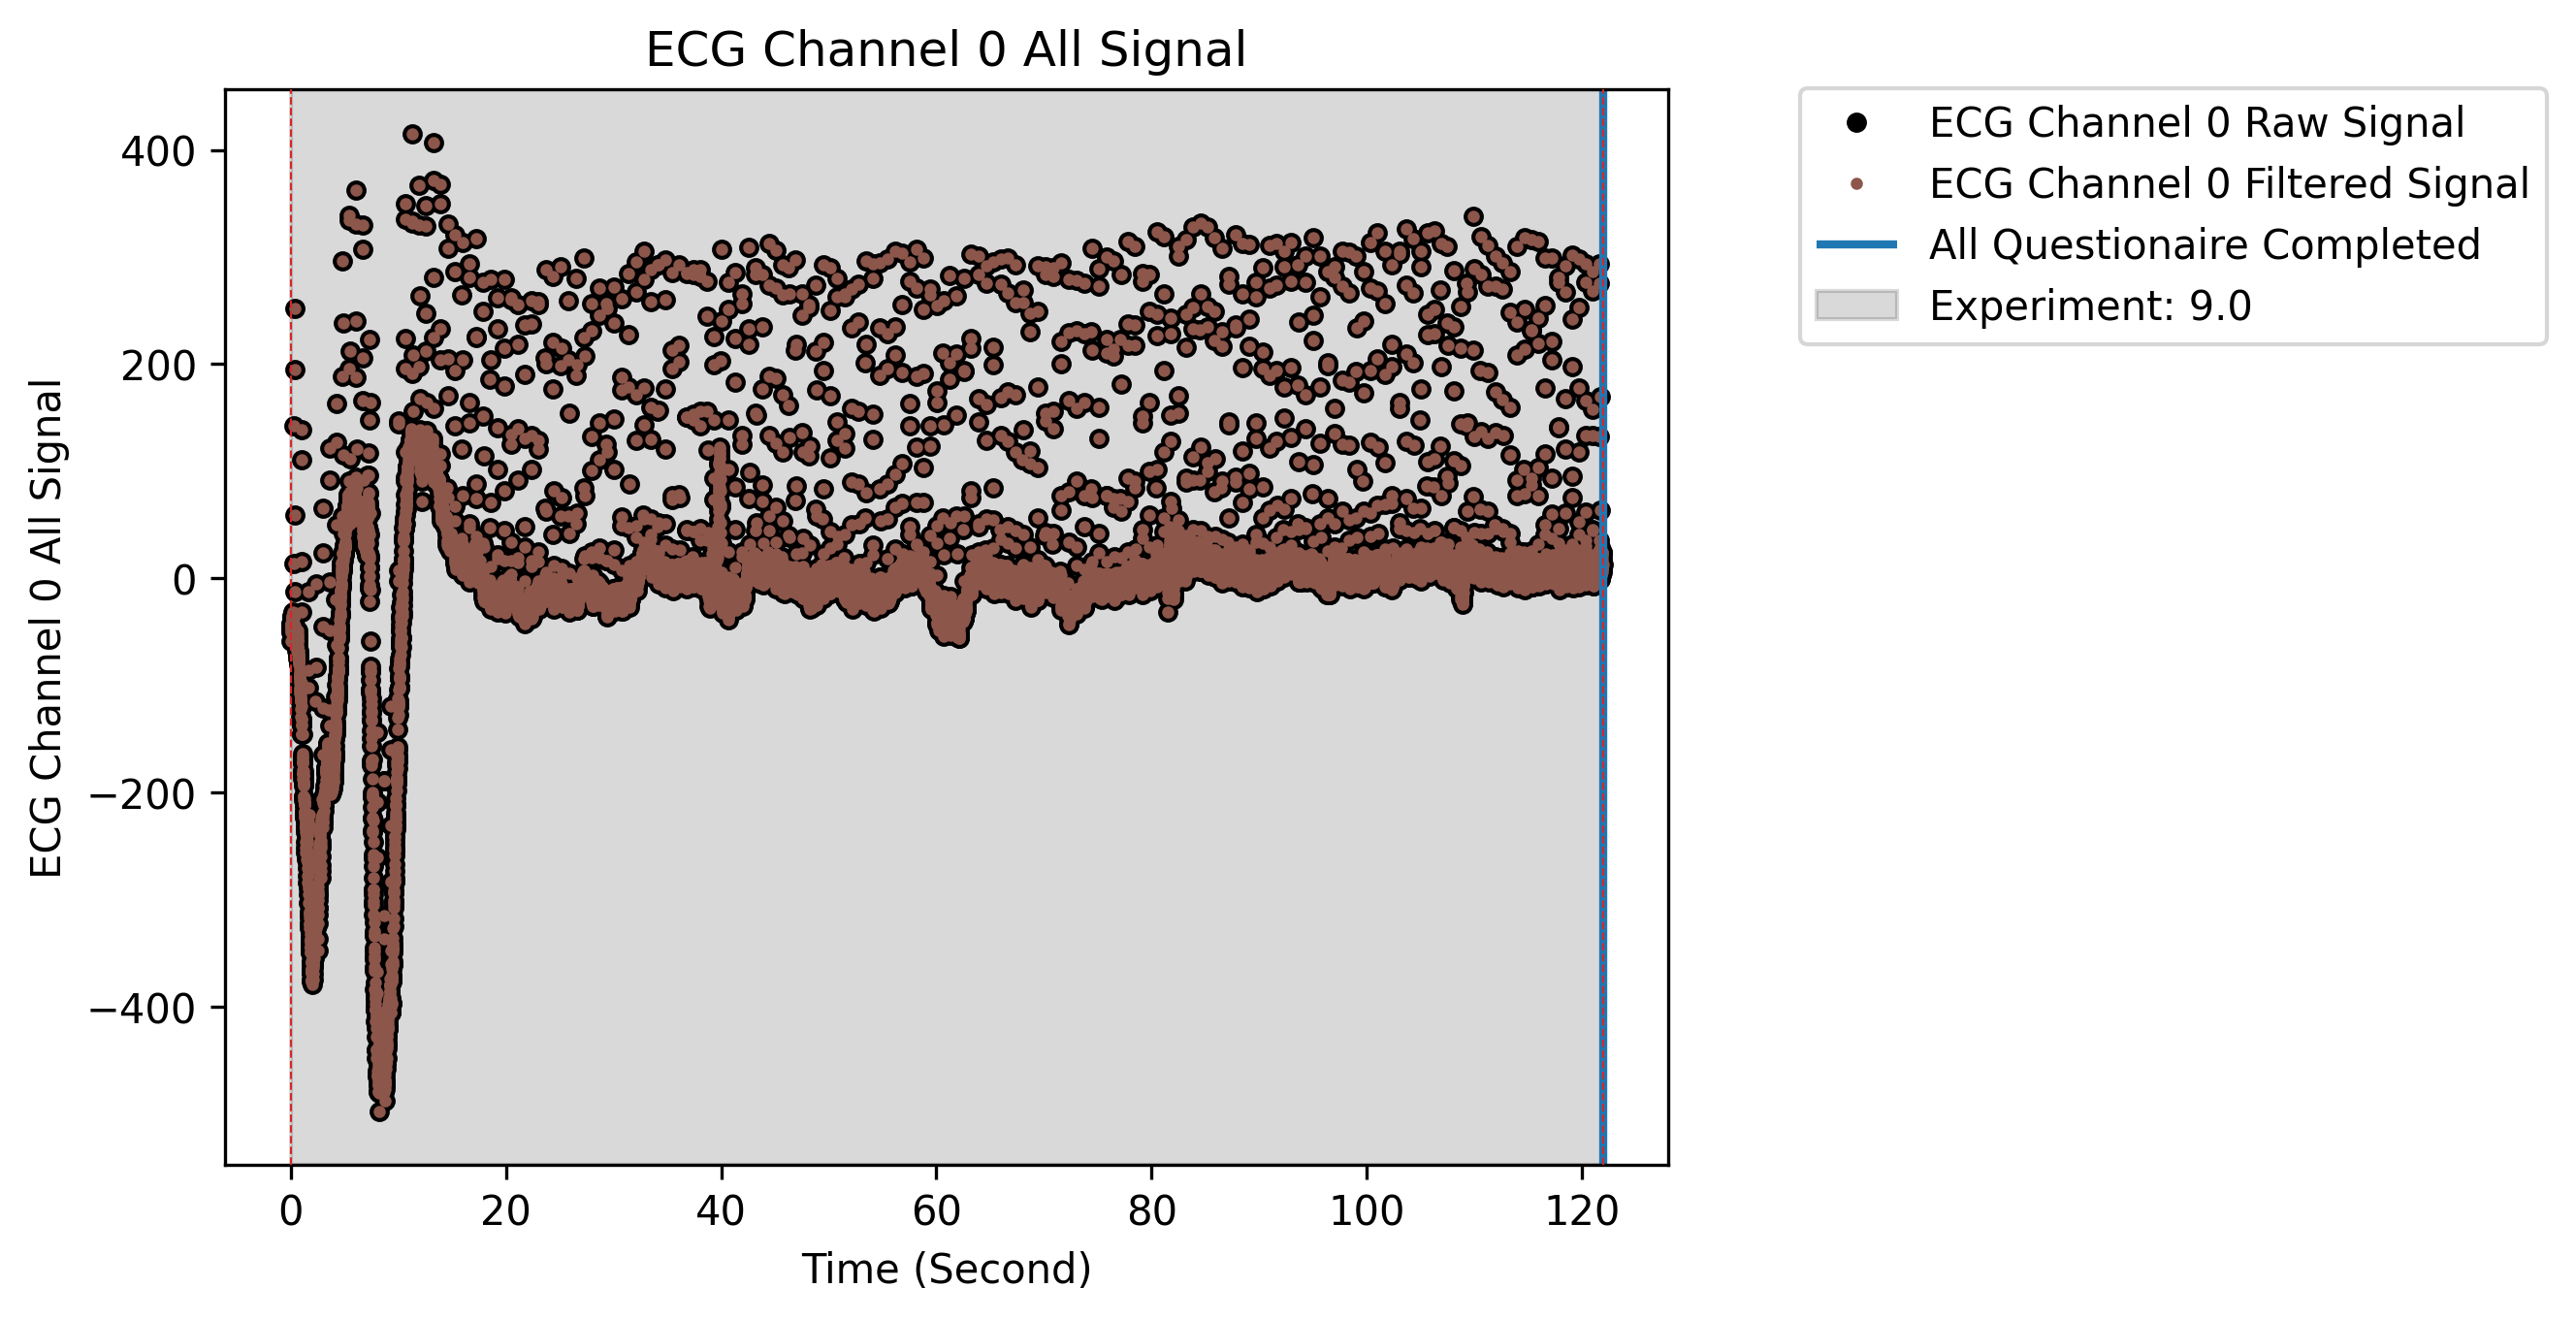 ECG Channel 0 All Signal
ECG Channel 0 Raw Signal
ECG Channel 0 Filtered Signal
All Questionaire Completed
Experiment: 9.0
ECG Channel 0 All Signal
400
200
0
−200
−400
0 20 40 60 80 100 120
Time (Second)